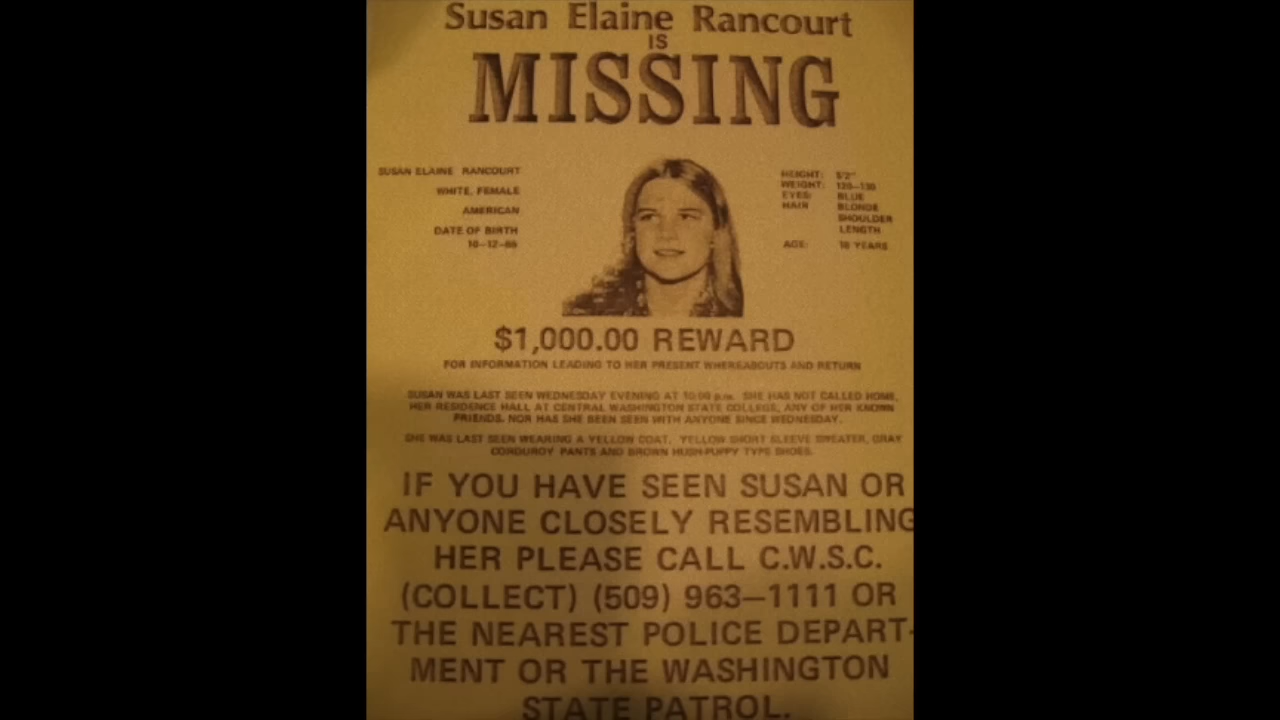 Susan Elaine Rancourt
IS
MISSING
SUSAN ELAINE RANCOURT
WHITE, FEMALE
AMERICAN
DATE OF BIRTH
HEIGHT: 5'2"
WEIGHT: 120-130
EYES: BLUE
HAIR BLONDE
SHOULDER
LENGTH
AGE: 18 YEARS
$1,000.00 REWARD
FOR INFORMATION LEADING TO HER PRESENT WHEREABOUTS AND RETURN
SUSAN WAS LAST SEEN WEDNESDAY EVENING AT p.m. SHE HAS NOT CALLED HOME,
HER RESIDENCE HALL AT CENTRAL WASHINGTON STATE COLLEGE, ANY OF HER KNOWN
FRIENDS. NOR HAS SHE BEEN SEEN WITH ANYONE SINCE WEDNESDAY.
SHE WAS LAST SEEN WEARING A YELLOW COAT. YELLOW SHORT SLEEVE SWEATER, GRAY
CORDUROY PANTS AND BROWN HUSH-PUPPY TYPE SHOES.
IF YOU HAVE SEEN SUSAN OR
ANYONE CLOSELY RESEMBLING
HER PLEASE CALL C.W.S.C.
(COLLECT) (509) 963-1111 OR
THE NEAREST POLICE DEPART-
MENT OR THE WASHINGTON
STATE PATROL.